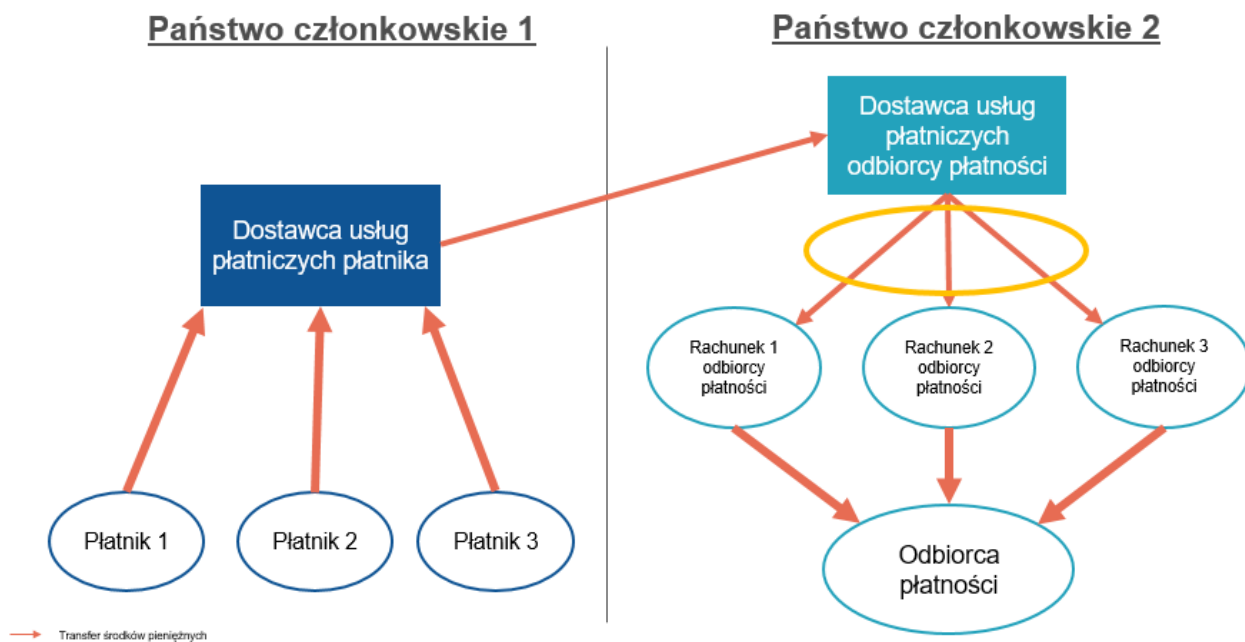 Państwo członkowskie 1
Państwo członkowskie 2
Dostawca usług
płatniczych
odbiorcy płatności
Dostawca usług
płatniczych płatnika
Rachunek 1
odbiorcy
płatności
Rachunek 2
odbiorcy
płatności
Rachunek 3
odbiorcy
płatności
Płatnik 1
Płatnik 2
Płatnik 3
Odbiorca
płatności
Transfer środków pieniężnych